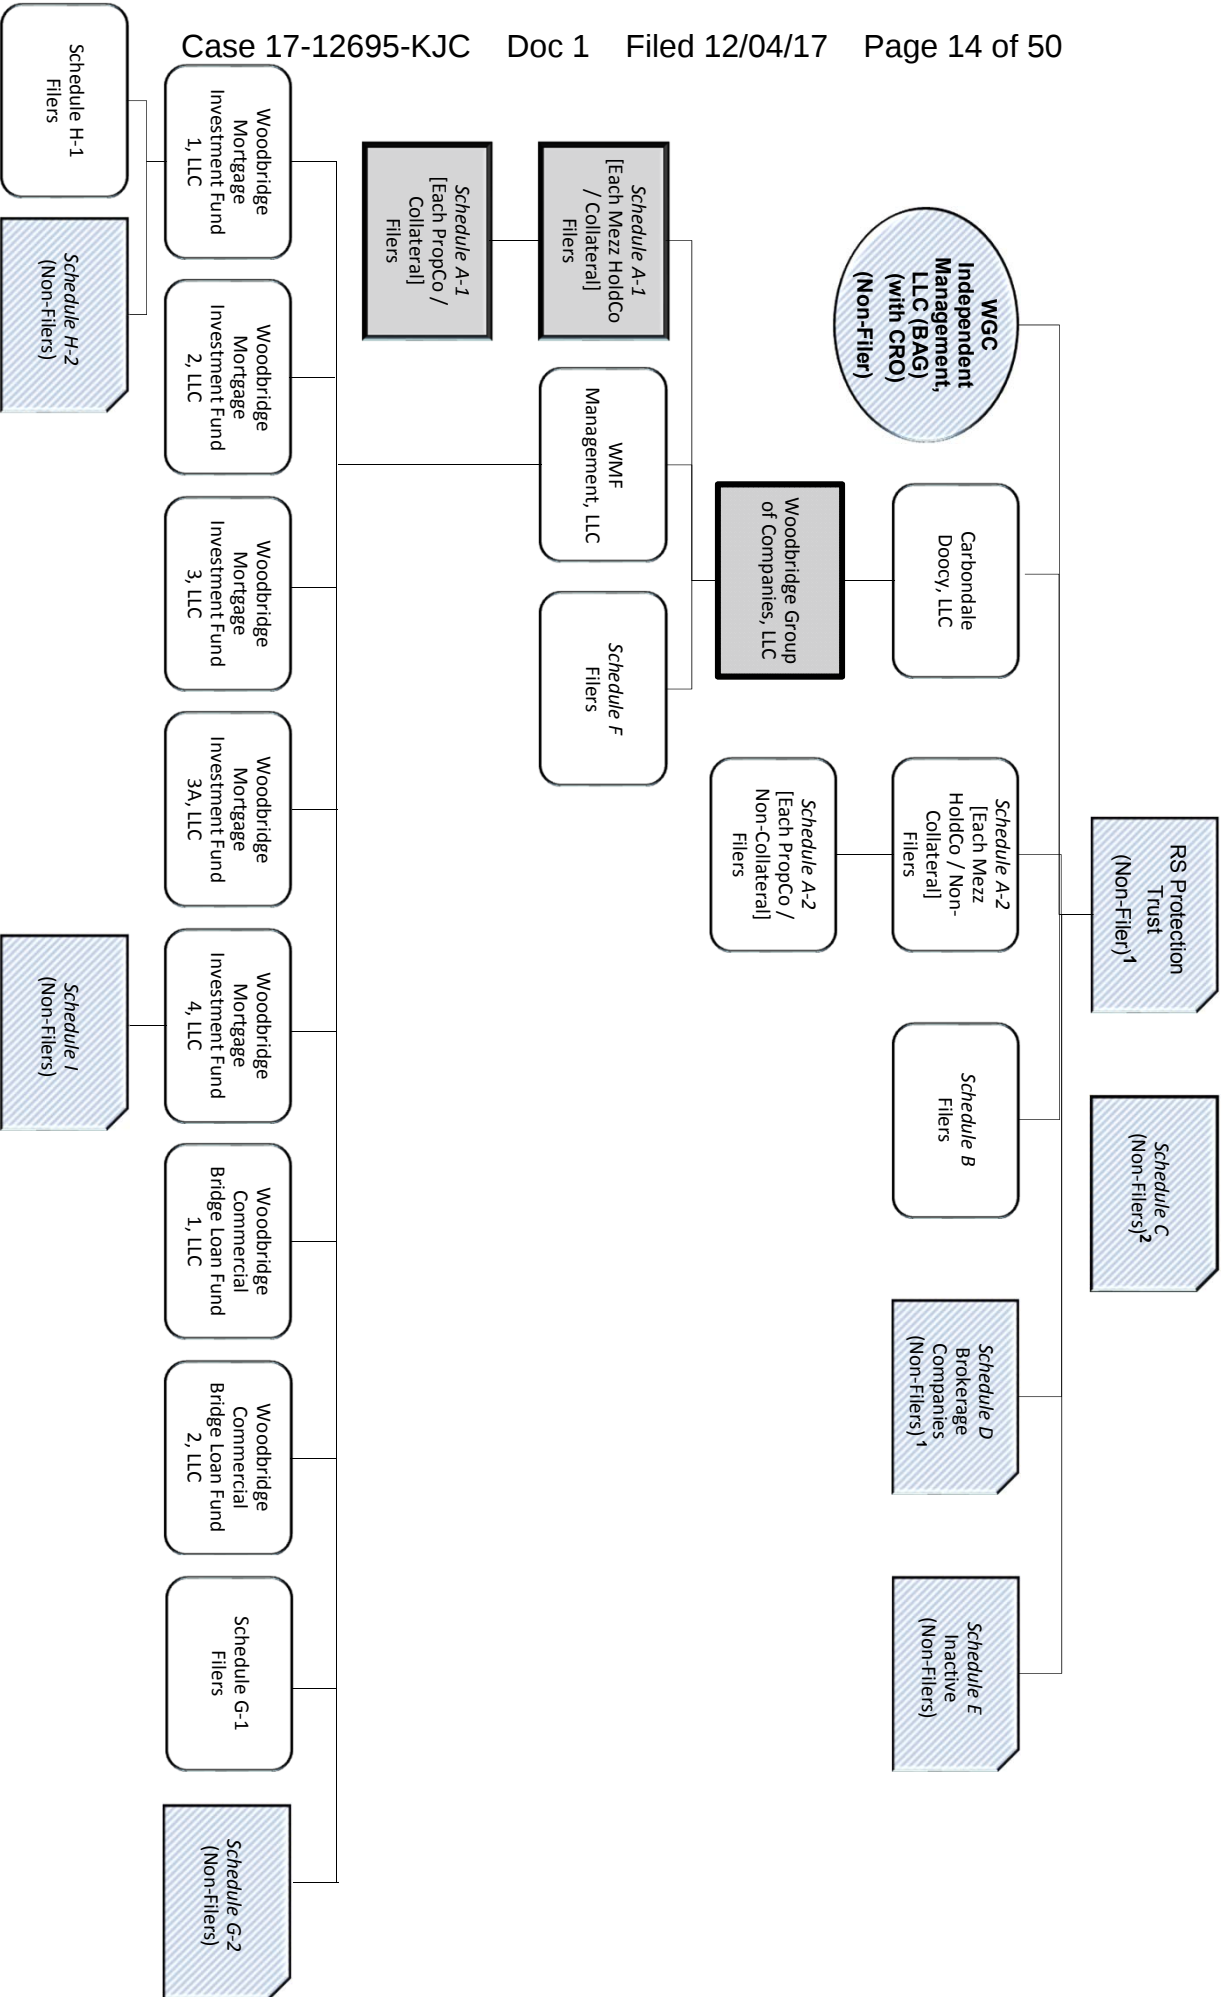 Case 17-12695-KJC Doc 1 Filed 12/04/17 Page 14 of 50
RS Protection
Trust
(Non-Filer)¹
Schedule C
(Non-Filers)²
WGC
Independent
Management,
LLC (BAG)
(with CRO)
(Non-Filer)
Carbondale
Doocy, LLC
Schedule A-2
[Each Mezz
HoldCo / Non-
Collateral]
Filers
Schedule B
Filers
Schedule D
Brokerage
Companies
(Non-Filers) ¹
Schedule E
Inactive
(Non-Filers)
Woodbridge Group
of Companies, LLC
Schedule A-2
[Each PropCo /
Non-Collateral]
Filers
Schedule A-1
[Each Mezz HoldCo
/ Collateral]
Filers
WMF
Management, LLC
Schedule F
Filers
Schedule A-1
[Each PropCo /
Collateral]
Filers
Woodbridge
Mortgage
Investment Fund
1, LLC
Woodbridge
Mortgage
Investment Fund
2, LLC
Woodbridge
Mortgage
Investment Fund
3, LLC
Woodbridge
Mortgage
Investment Fund
3A, LLC
Woodbridge
Mortgage
Investment Fund
4, LLC
Woodbridge
Commercial
Bridge Loan Fund
1, LLC
Woodbridge
Commercial
Bridge Loan Fund
2, LLC
Schedule G-1
Filers
Schedule G-2
(Non-Filers)
Schedule H-1
Filers
Schedule H-2
(Non-Filers)
Schedule I
(Non-Filers)